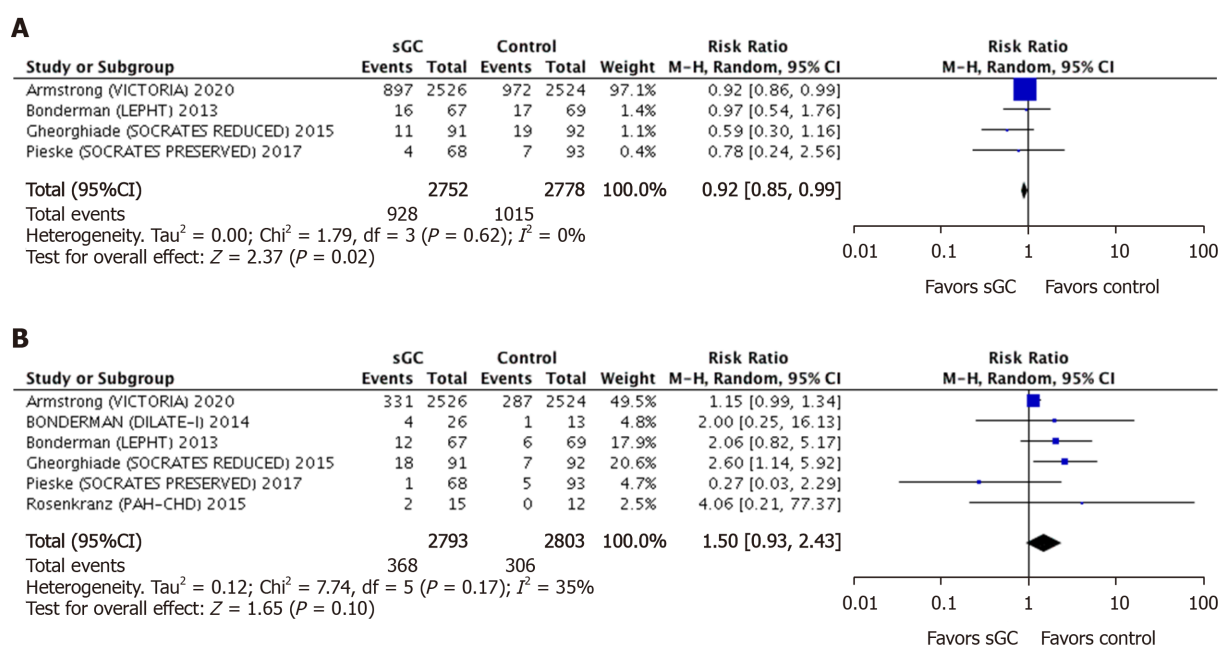 A
sGC Control Risk Ratio Risk Ratio
Study or Subgroup Events Total Events Total Weight M-H, Random, 95% CI M-H, Random, 95% CI
Armstrong (VICTORIA) 2020 897 2526 972 2524 97.1% 0.92 [0.86, 0.99]
Bonderman (LEPHT) 2013 16 67 17 69 1.4% 0.97 [0.54, 1.76]
Gheorghiade (SOCRATES REDUCED) 2015 11 91 19 92 1.1% 0.59 [0.30, 1.16]
Pieske (SOCRATES PRESERVED) 2017 4 68 7 93 0.4% 0.78 [0.24, 2.56]
Total (95%CI) 2752 2778 100.0% 0.92 [0.85, 0.99]
Total events 928 1015
Heterogeneity. Tau² = 0.00; Chi² = 1.79, df = 3 (P = 0.62); I² = 0%
Test for overall effect: Z = 2.37 (P = 0.02)
0.01 0.1 1 10 100
Favors sGC Favors control
B
sGC Control Risk Ratio Risk Ratio
Study or Subgroup Events Total Events Total Weight M-H, Random, 95% CI M-H, Random, 95% CI
Armstrong (VICTORIA) 2020 331 2526 287 2524 49.5% 1.15 [0.99, 1.34]
BONDERMAN (DILATE-I) 2014 4 26 1 13 4.8% 2.00 [0.25, 16.13]
Bonderman (LEPHT) 2013 12 67 6 69 17.9% 2.06 [0.82, 5.17]
Gheorghiade (SOCRATES REDUCED) 2015 18 91 7 92 20.6% 2.60 [1.14, 5.92]
Pieske (SOCRATES PRESERVED) 2017 1 68 5 93 4.7% 0.27 [0.03, 2.29]
Rosenkranz (PAH-CHD) 2015 2 15 0 12 2.5% 4.06 [0.21, 77.37]
Total (95%CI) 2793 2803 100.0% 1.50 [0.93, 2.43]
Total events 368 306
Heterogeneity. Tau² = 0.12; Chi² = 7.74, df = 5 (P = 0.17); I² = 35%
Test for overall effect: Z = 1.65 (P = 0.10)
0.01 0.1 1 10 100
Favors sGC Favors control